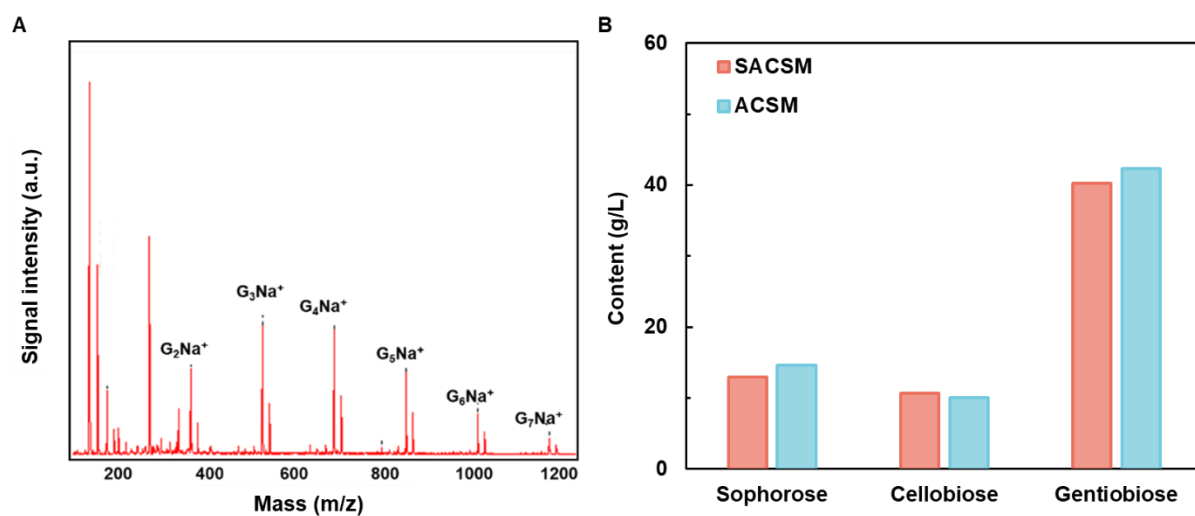 A
Signal intensity (a.u.)
G₂Na⁺
G₃Na⁺
G₄Na⁺
G₅Na⁺
G₆Na⁺
G₇Na⁺
200 400 600 800 1000 1200
Mass (m/z)
B
Content (g/L)
60
40
20
0
SACSM
ACSM
Sophorose Cellobiose Gentiobiose